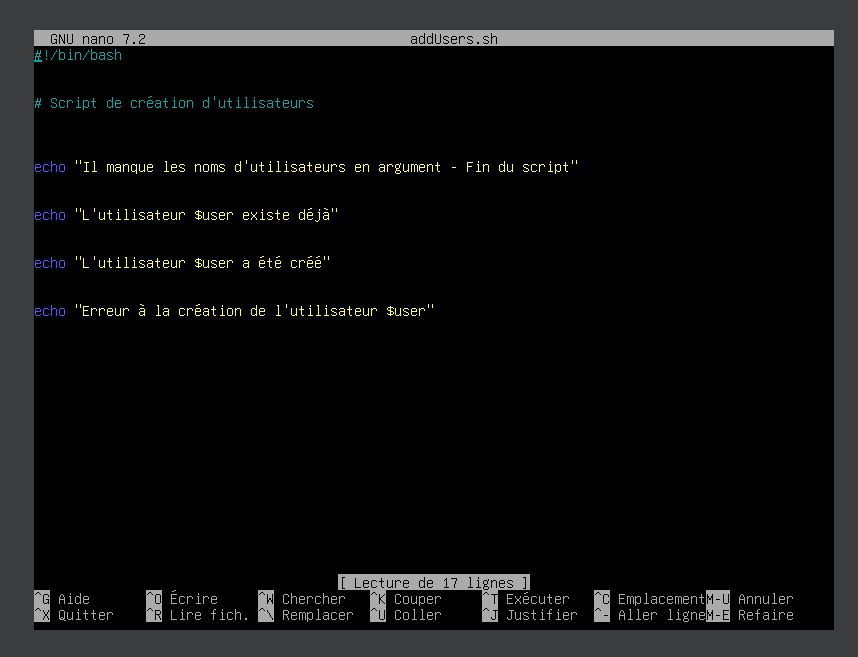 GNU nano 7.2 addUsers.sh
#!/bin/bash
# Script de création d'utilisateurs
echo "Il manque les noms d'utilisateurs en argument - Fin du script"
echo "L'utilisateur $user existe déjà"
echo "L'utilisateur $user a été créé"
echo "Erreur à la création de l'utilisateur $user"
[ Lecture de 17 lignes ]
^G Aide ^O Écrire ^W Chercher ^K Couper ^T Exécuter ^C Emplacement M-U Annuler
^X Quitter ^R Lire fich. ^\ Remplacer ^U Coller ^J Justifier ^- Aller ligne M-E Refaire